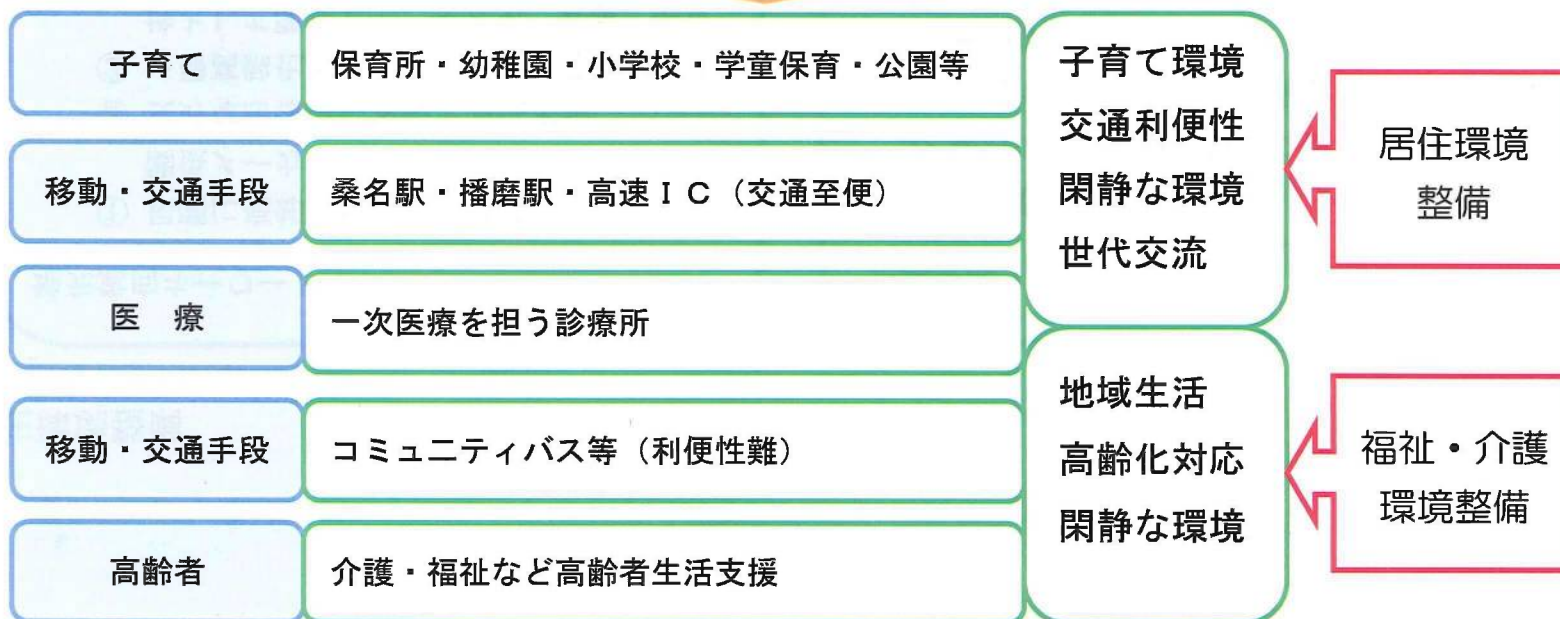 子育て
保育所・幼稚園・小学校・学童保育・公園等
移動・交通手段
桑名駅・播磨駅・高速ＩＣ（交通至便）
医　療
一次医療を担う診療所
移動・交通手段
コミュニティバス等（利便性難）
高齢者
介護・福祉など高齢者生活支援
子育て環境
交通利便性
閑静な環境
世代交流
地域生活
高齢化対応
閑静な環境
居住環境
整備
福祉・介護
環境整備